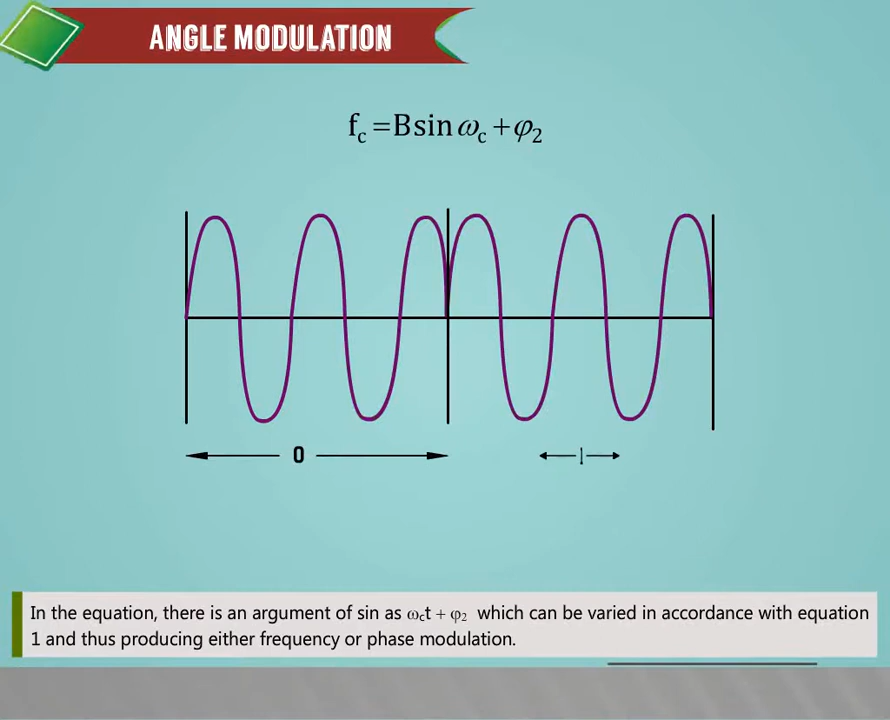 ANGLE MODULATION
f_c =B sin ω_c +φ_2
0
1
In the equation, there is an argument of sin as ω_ct + φ_2 which can be varied in accordance with equation
1 and thus producing either frequency or phase modulation.